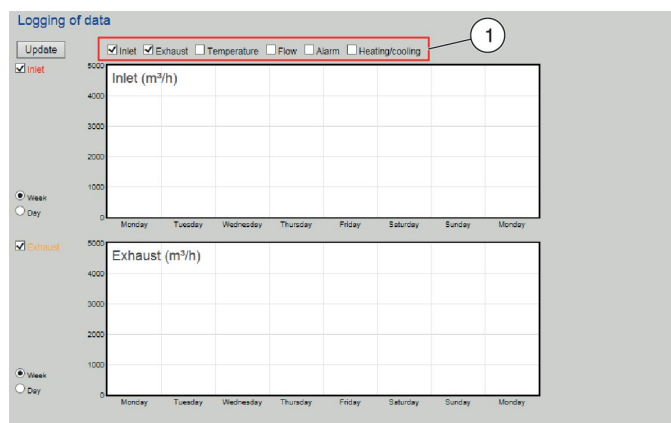 Logging of data
Update
Inlet Exhaust Temperature Flow Alarm Heating/cooling
1
Inlet
Inlet (m³/h)
5000
4000
3000
2000
1000
0
Week
Day
Monday Tuesday Wednesday Thursday Friday Saturday Sunday Monday
Exhaust
Exhaust (m³/h)
5000
4000
3000
2000
1000
0
Week
Day
Monday Tuesday Wednesday Thursday Friday Saturday Sunday Monday